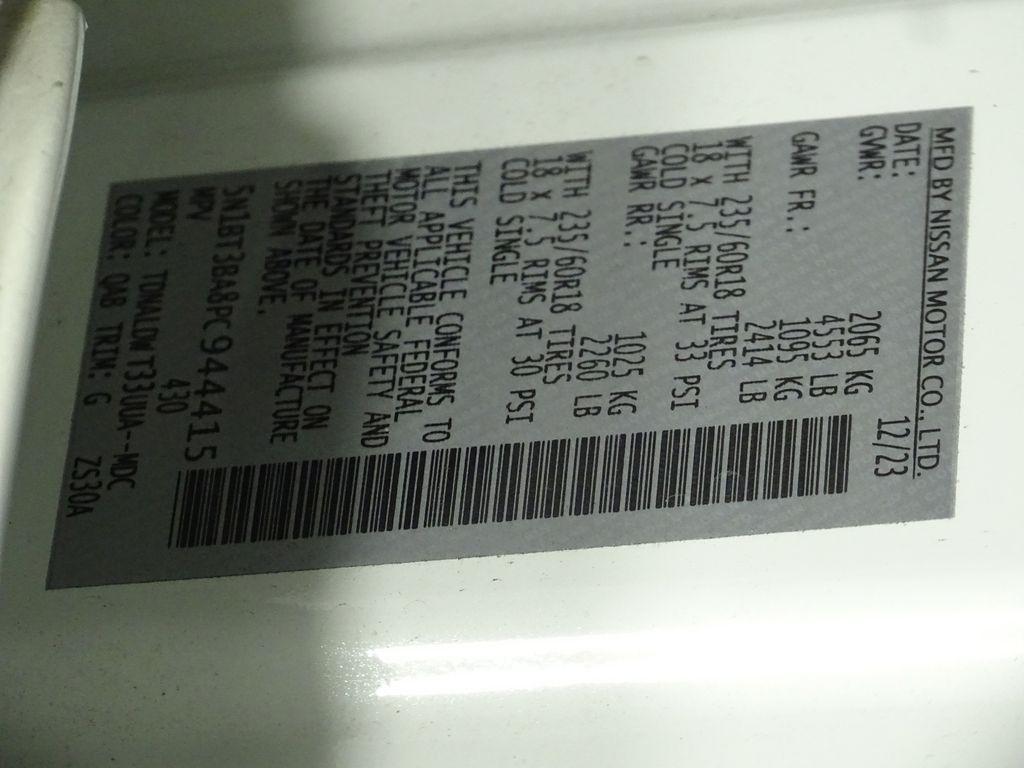 MFD BY NISSAN MOTOR CO., LTD.
DATE: 12/23
GVWR: 2065 KG
4553 LB
GAWR FR.: 1095 KG
2414 LB
WITH 235/60R18 TIRES
18 X 7.5 RIMS AT 33 PSI
COLD SINGLE
GAWR RR.: 1025 KG
2260 LB
WITH 235/60R18 TIRES
18 X 7.5 RIMS AT 30 PSI
COLD SINGLE
THIS VEHICLE CONFORMS TO
ALL APPLICABLE FEDERAL
MOTOR VEHICLE SAFETY AND
THEFT PREVENTION
STANDARDS IN EFFECT ON
THE DATE OF MANUFACTURE
SHOWN ABOVE.
5N1BT3BA8PC944415
MPV 430
MODEL: TDNALDWT33UUA--MDC
COLOR: QAB TRIM: G ZS30A